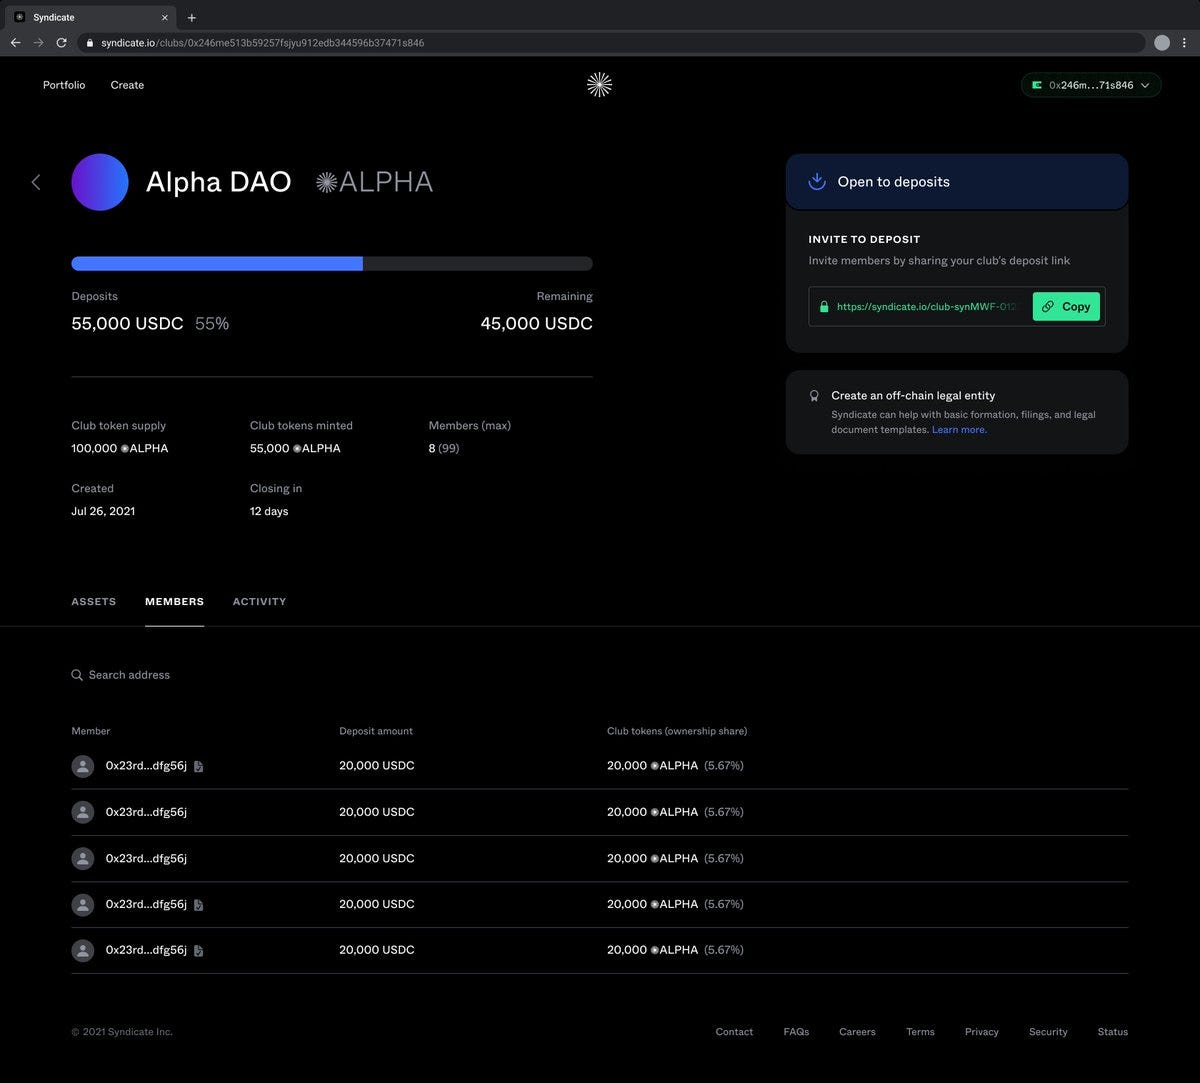 Syndicate
syndicate.io/clubs/0x246me513b59257fsjyu912edb344596b37471s846
Portfolio
Create
0x246m...71s846
Alpha DAO
ALPHA
Deposits
55,000 USDC 55%
Remaining
45,000 USDC
Club token supply
100,000 ALPHA
Club tokens minted
55,000 ALPHA
Members (max)
8 (99)
Created
Jul 26, 2021
Closing in
12 days
Open to deposits
INVITE TO DEPOSIT
Invite members by sharing your club's deposit link
https://syndicate.io/club-synMWF-012
Copy
Create an off-chain legal entity
Syndicate can help with basic formation, filings, and legal
document templates. Learn more.
ASSETS
MEMBERS
ACTIVITY
Search address
Member
Deposit amount
Club tokens (ownership share)
0x23rd...dfg56j
20,000 USDC
20,000 ALPHA (5.67%)
0x23rd...dfg56j
20,000 USDC
20,000 ALPHA (5.67%)
0x23rd...dfg56j
20,000 USDC
20,000 ALPHA (5.67%)
0x23rd...dfg56j
20,000 USDC
20,000 ALPHA (5.67%)
0x23rd...dfg56j
20,000 USDC
20,000 ALPHA (5.67%)
© 2021 Syndicate Inc.
Contact
FAQs
Careers
Terms
Privacy
Security
Status